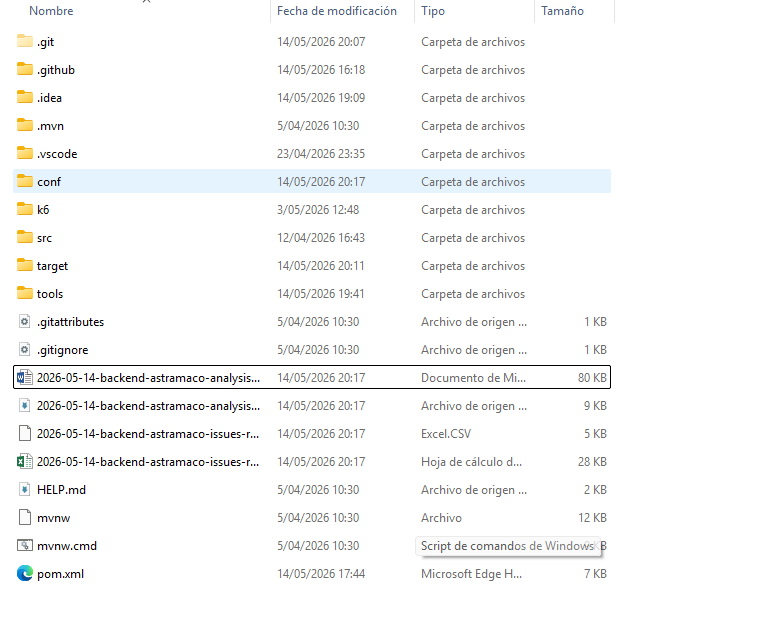 Nombre Fecha de modificación Tipo Tamaño
.git 14/05/2026 20:07 Carpeta de archivos
.github 14/05/2026 16:18 Carpeta de archivos
.idea 14/05/2026 19:09 Carpeta de archivos
.mvn 5/04/2026 10:30 Carpeta de archivos
.vscode 23/04/2026 23:35 Carpeta de archivos
conf 14/05/2026 20:17 Carpeta de archivos
k6 3/05/2026 12:48 Carpeta de archivos
src 12/04/2026 16:43 Carpeta de archivos
target 14/05/2026 20:11 Carpeta de archivos
tools 14/05/2026 19:41 Carpeta de archivos
.gitattributes 5/04/2026 10:30 Archivo de origen ... 1 KB
.gitignore 5/04/2026 10:30 Archivo de origen ... 1 KB
2026-05-14-backend-astramaco-analysis... 14/05/2026 20:17 Documento de Mi... 80 KB
2026-05-14-backend-astramaco-analysis... 14/05/2026 20:17 Archivo de origen ... 9 KB
2026-05-14-backend-astramaco-issues-r... 14/05/2026 20:17 Excel.CSV 5 KB
2026-05-14-backend-astramaco-issues-r... 14/05/2026 20:17 Hoja de cálculo d... 28 KB
HELP.md 5/04/2026 10:30 Archivo de origen ... 2 KB
mvnw 5/04/2026 10:30 Archivo 12 KB
mvnw.cmd 5/04/2026 10:30 Script de comandos de Windows
pom.xml 14/05/2026 17:44 Microsoft Edge H... 7 KB